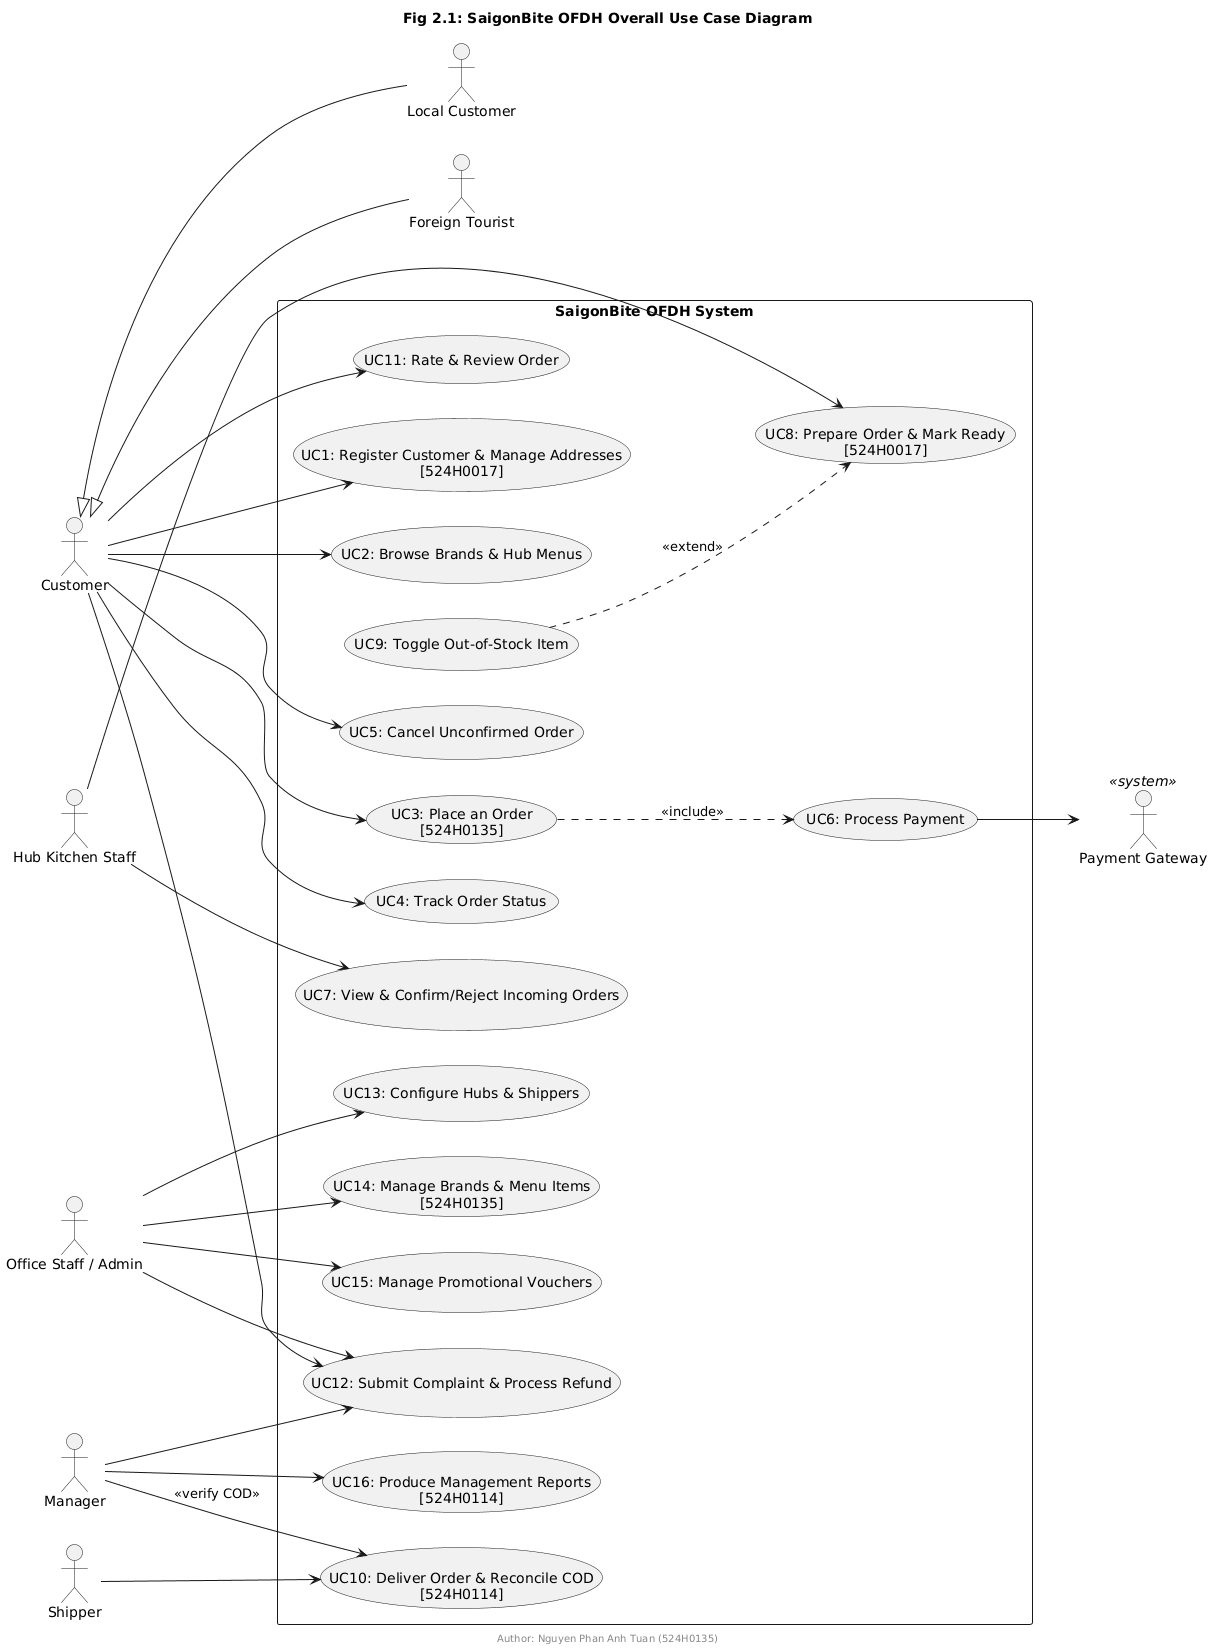 Fig 2.1: SaigonBite OFDH Overall Use Case Diagram
Local Customer
Foreign Tourist
SaigonBite OFDH System
UC11: Rate & Review Order
UC8: Prepare Order & Mark Ready
[524H0017]
UC1: Register Customer & Manage Addresses
[524H0017]
«extend»
UC2: Browse Brands & Hub Menus
Customer
UC9: Toggle Out-of-Stock Item
UC5: Cancel Unconfirmed Order
«system»
UC3: Place an Order
[524H0135]
«include»
UC6: Process Payment
Payment Gateway
Hub Kitchen Staff
UC4: Track Order Status
UC7: View & Confirm/Reject Incoming Orders
UC13: Configure Hubs & Shippers
UC14: Manage Brands & Menu Items
[524H0135]
Office Staff / Admin
UC15: Manage Promotional Vouchers
UC12: Submit Complaint & Process Refund
Manager
UC16: Produce Management Reports
[524H0114]
«verify COD»
UC10: Deliver Order & Reconcile COD
[524H0114]
Shipper
Author: Nguyen Phan Anh Tuan (524H0135)